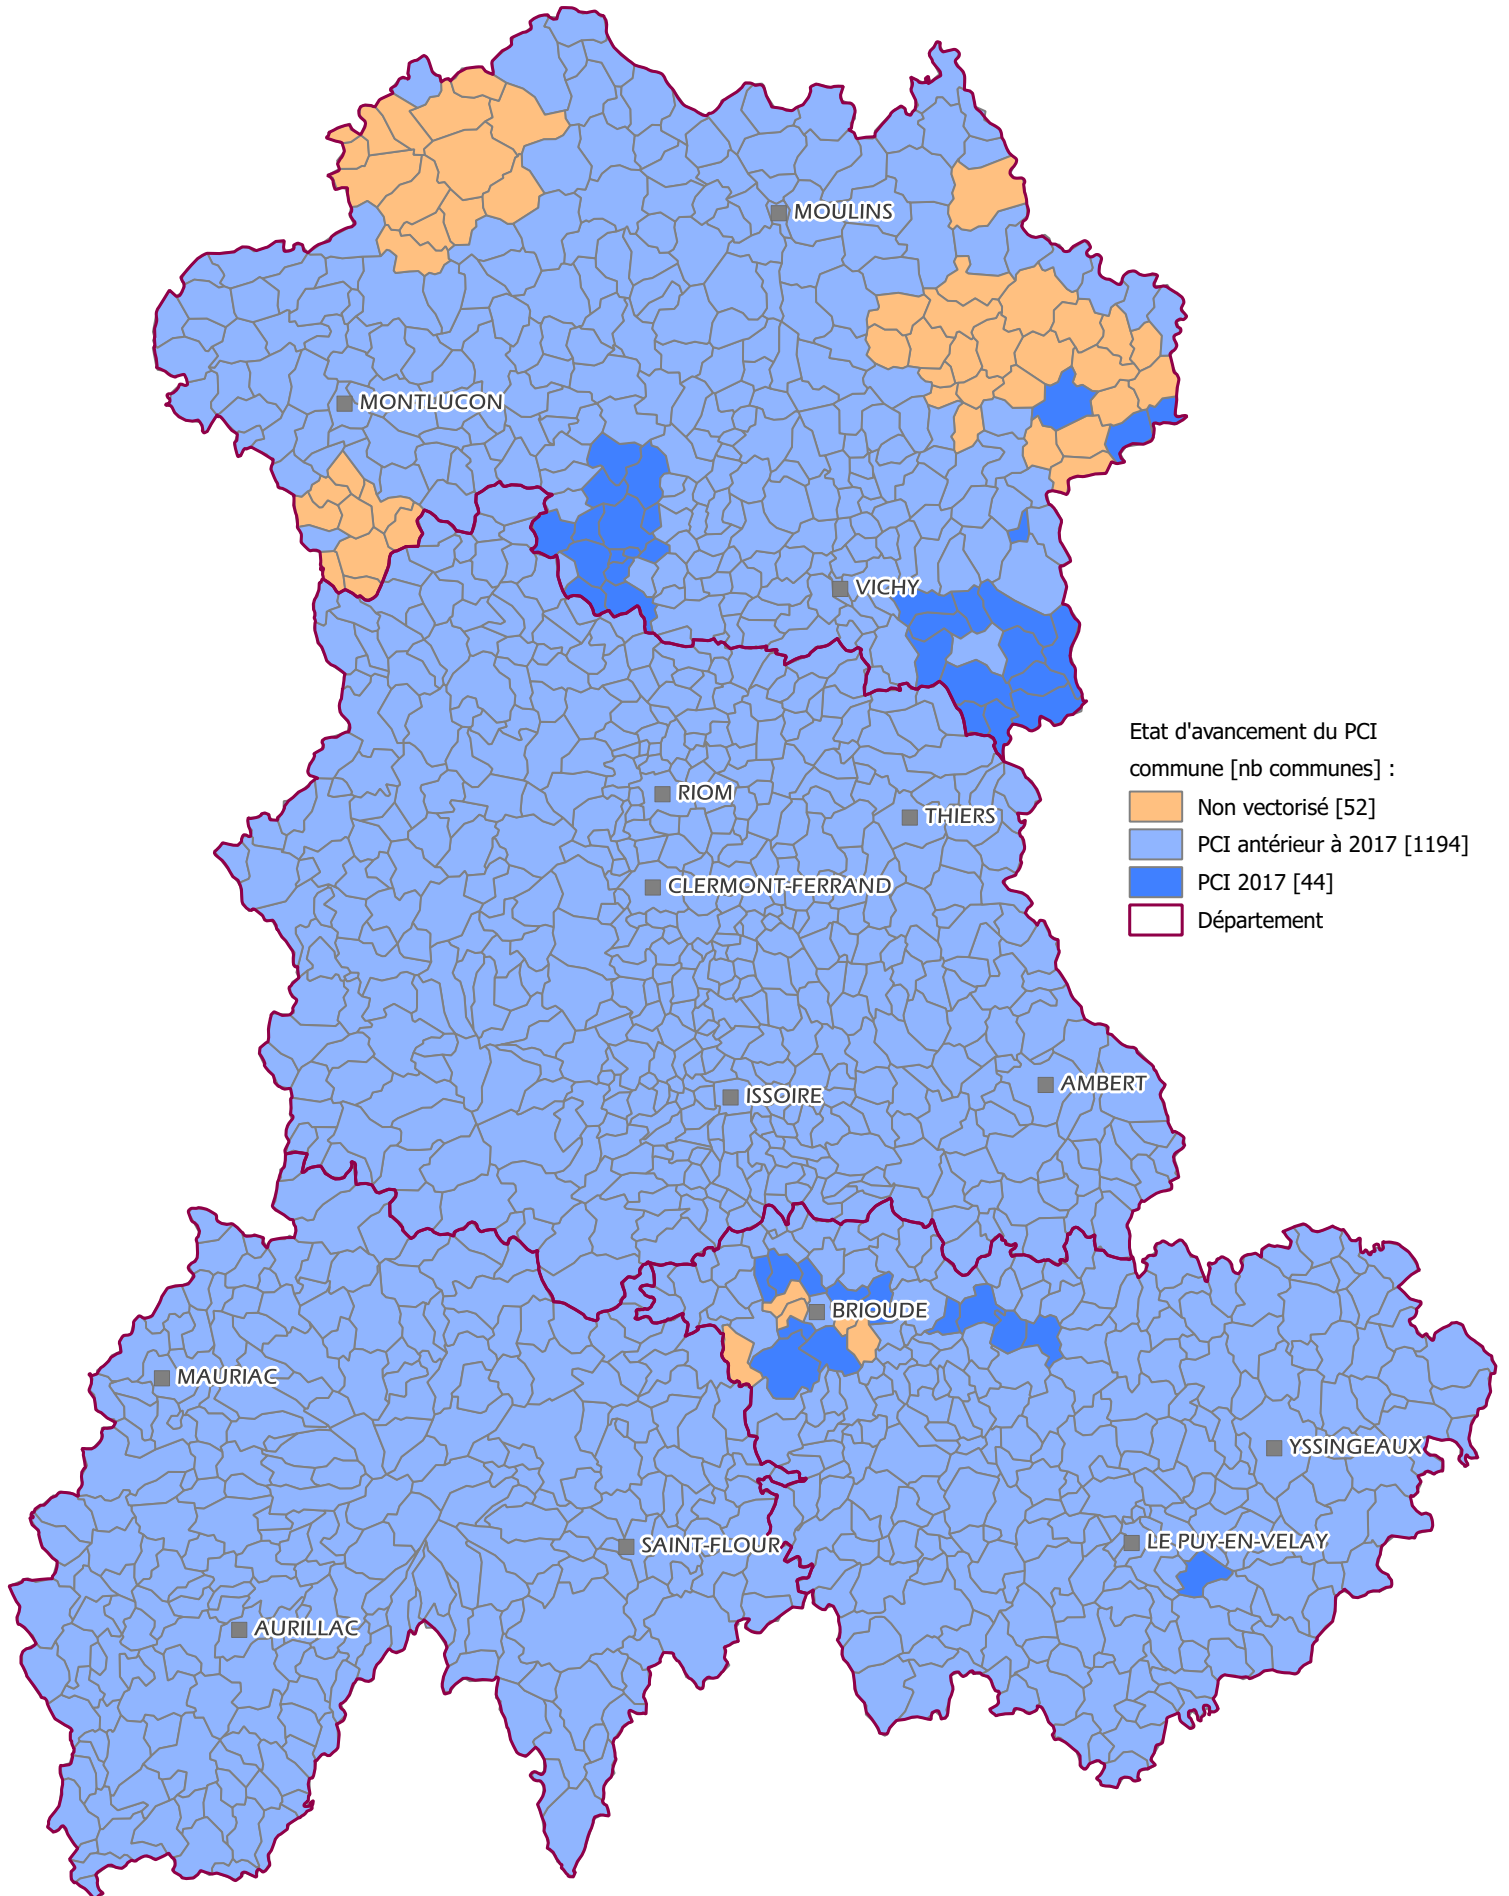 MOULINS
MONTLUCON
VICHY
Etat d'avancement du PCI
commune [nb communes] :
Non vectorisé [52]
PCI antérieur à 2017 [1194]
PCI 2017 [44]
Département
RIOM
THIERS
CLERMONT-FERRAND
AMBERT
ISSOIRE
BRIOUDE
MAURIAC
YSSINGEAUX
LE PUY-EN-VELAY
SAINT-FLOUR
AURILLAC